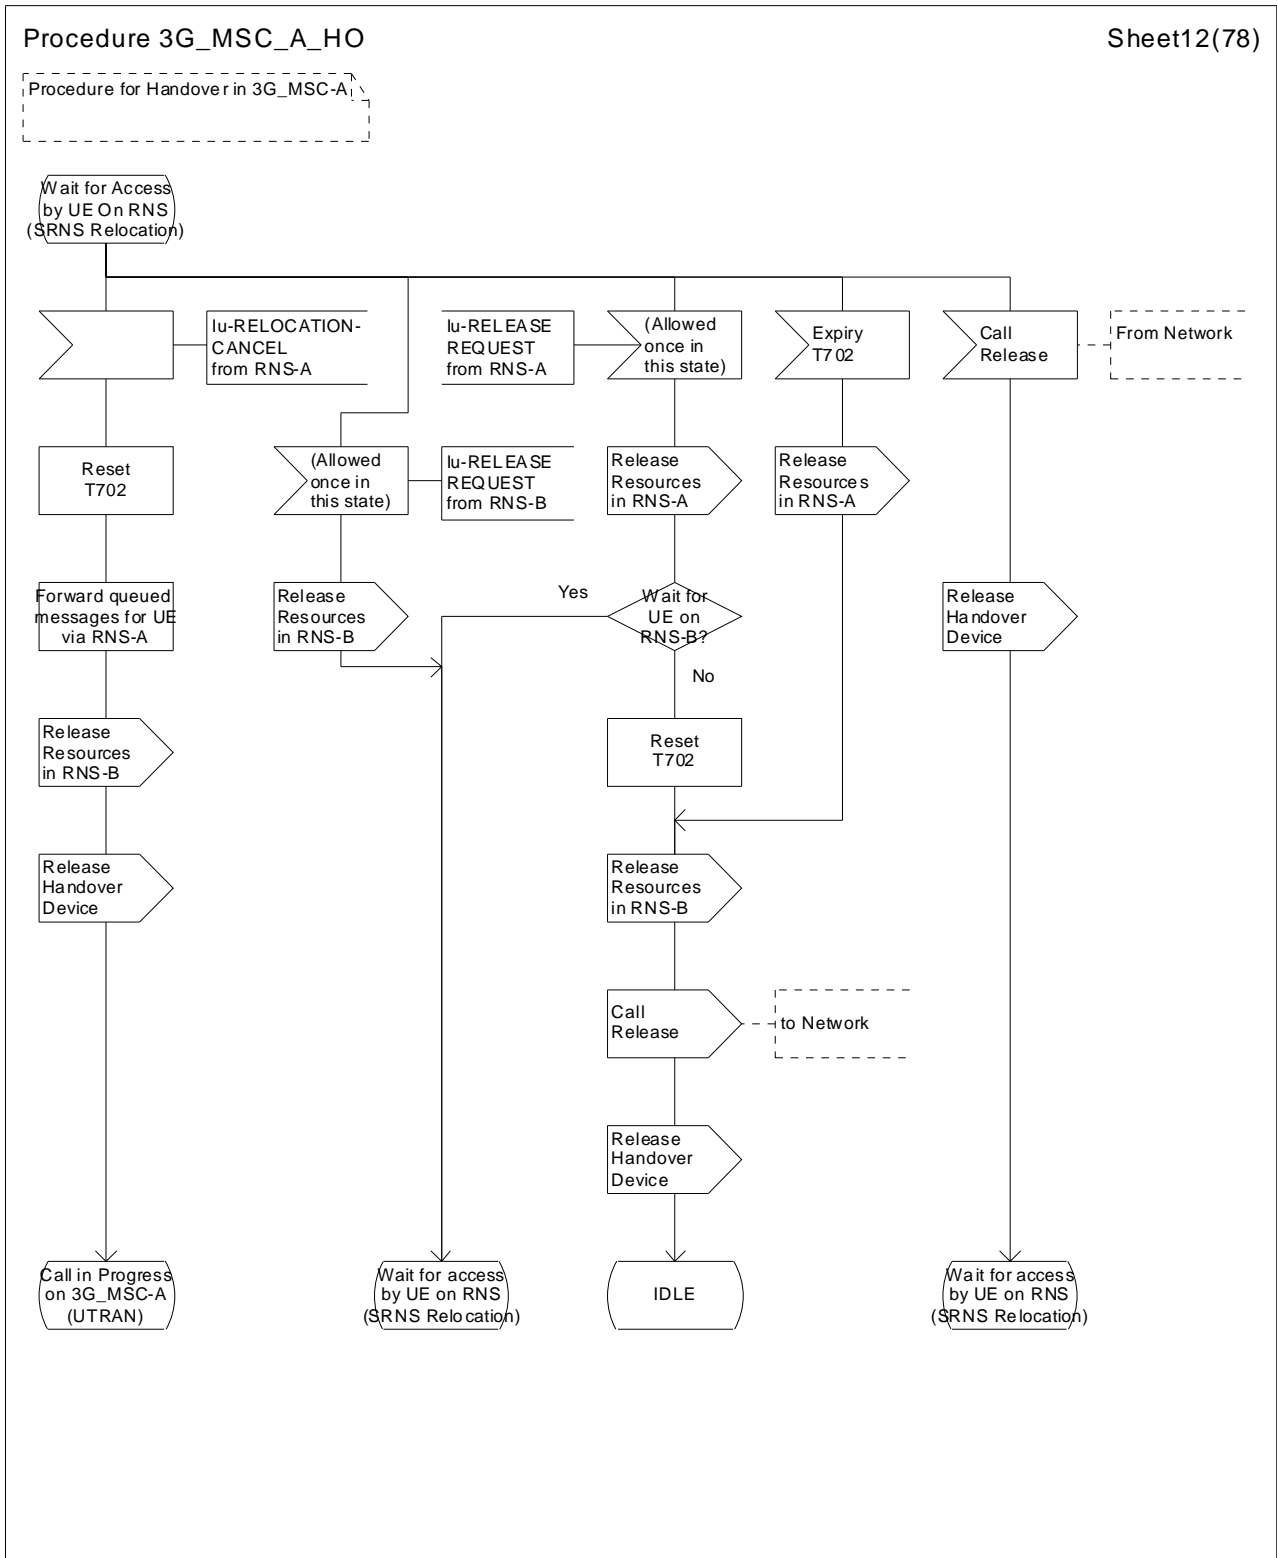 Procedure 3G_MSC_A_HO
Sheet12(78)
Procedure for Handover in 3G_MSC-A
Wait for Access
by UE On RNS
(SRNS Relocation)
Iu-RELOCATION-
CANCEL
from RNS-A
Iu-RELEASE
REQUEST
from RNS-A
(Allowed
once in
this state)
Expiry
T702
Call
Release
From Network
Reset
T702
(Allowed
once in
this state)
Iu-RELEASE
REQUEST
from RNS-B
Release
Resources
in RNS-A
Release
Resources
in RNS-A
Forward queued
messages for UE
via RNS-A
Release
Resources
in RNS-B
Yes
Wait for
UE on
RNS-B?
No
Release
Handover
Device
Release
Resources
in RNS-B
Reset
T702
Release
Handover
Device
Release
Resources
in RNS-B
Call
Release
to Network
Release
Handover
Device
Call in Progress
on 3G_MSC-A
(UTRAN)
Wait for access
by UE on RNS
(SRNS Relocation)
IDLE
Wait for access
by UE on RNS
(SRNS Relocation)